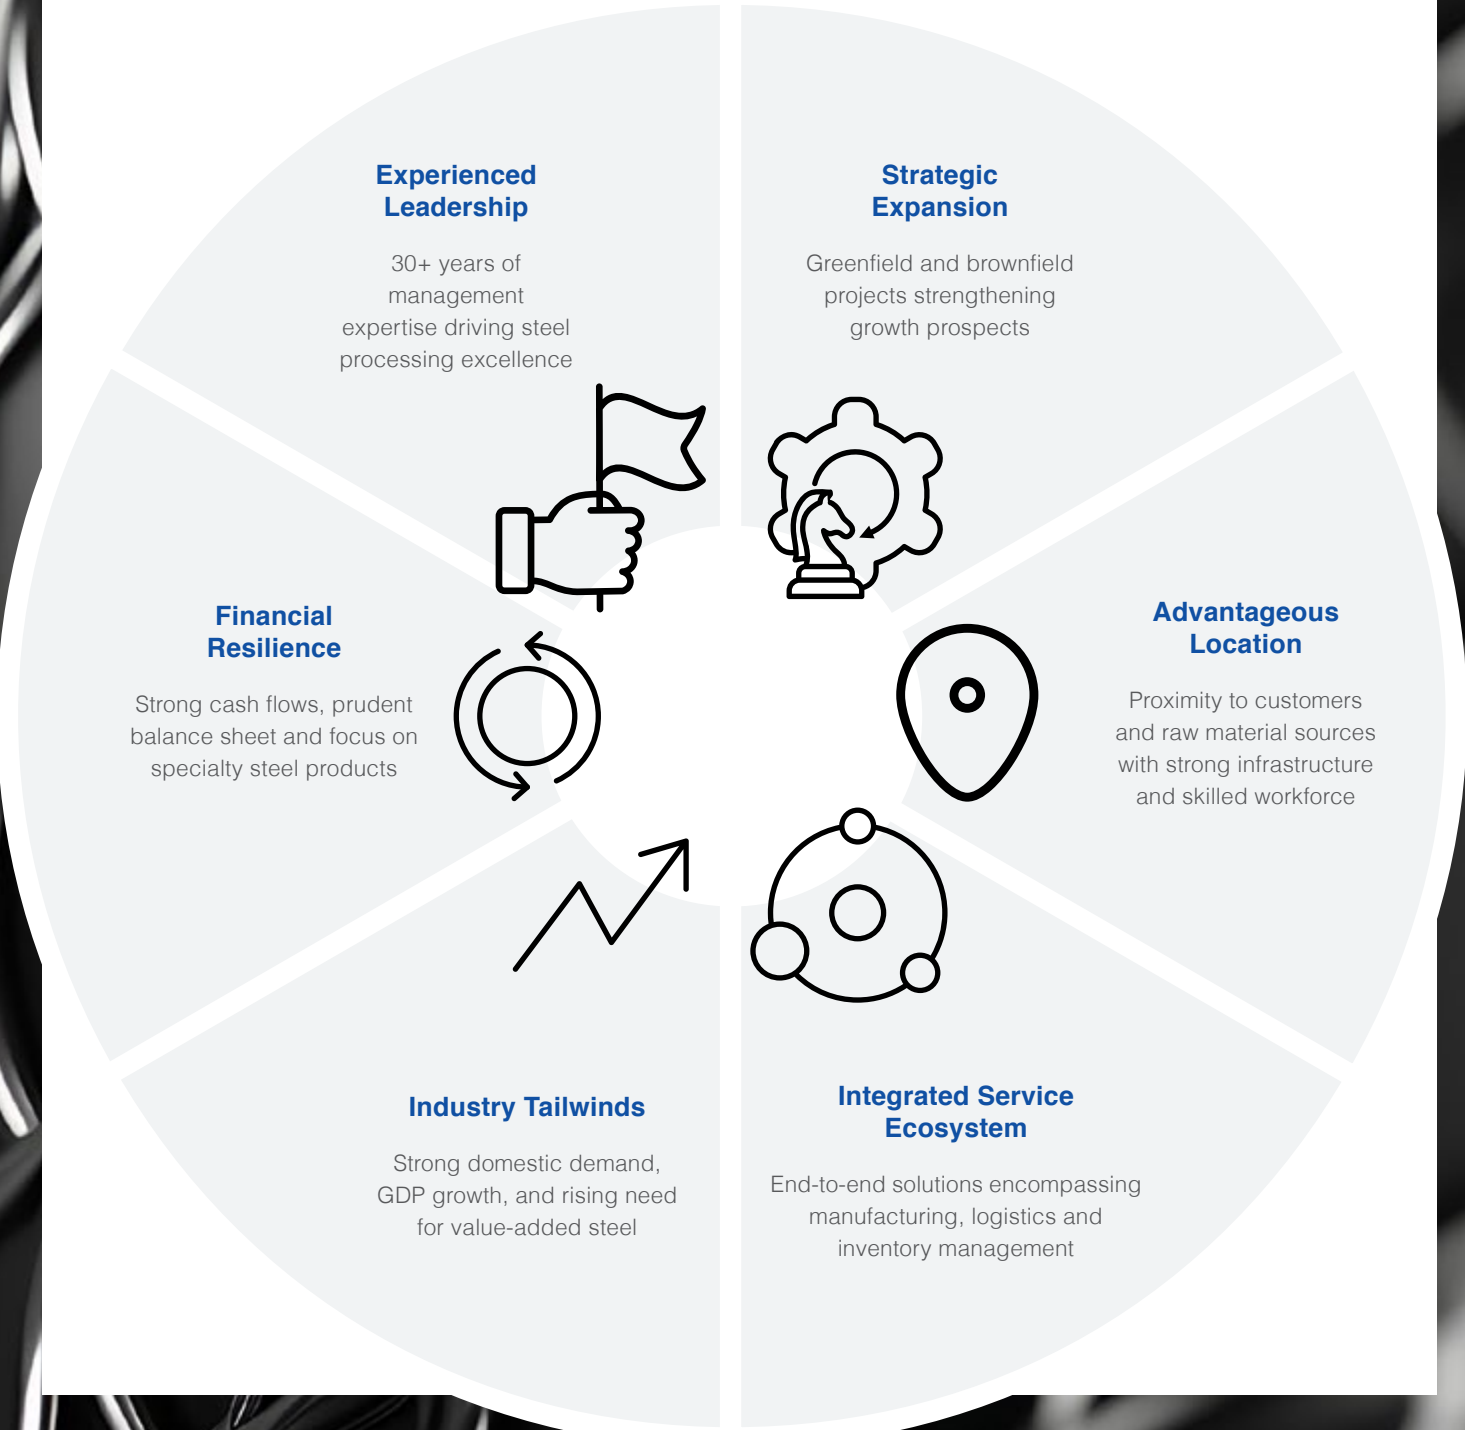 Experienced
Leadership
30+ years of
management
expertise driving steel
processing excellence
Strategic
Expansion
Greenfield and brownfield
projects strengthening
growth prospects
Financial
Resilience
Strong cash flows, prudent
balance sheet and focus on
specialty steel products
Advantageous
Location
Proximity to customers
and raw material sources
with strong infrastructure
and skilled workforce
Industry Tailwinds
Strong domestic demand,
GDP growth, and rising need
for value-added steel
Integrated Service
Ecosystem
End-to-end solutions encompassing
manufacturing, logistics and
inventory management